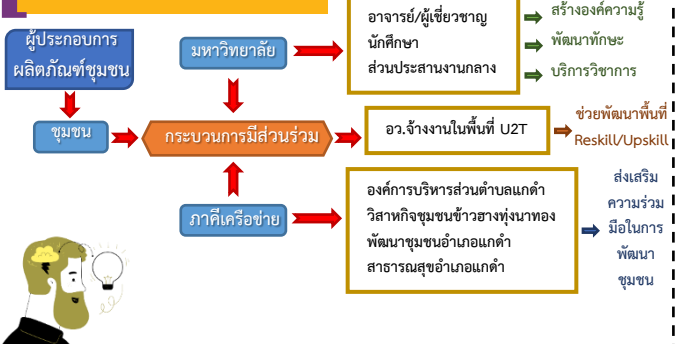 ผู้ประกอบการ
ผลิตภัณฑ์ชุมชน
ชุมชน
มหาวิทยาลัย
กระบวนการมีส่วนร่วม
ภาคีเครือข่าย
อาจารย์/ผู้เชี่ยวชาญ
นักศึกษา
ส่วนประสานงานกลาง
สร้างองค์ความรู้
พัฒนาทักษะ
บริการวิชาการ
อว.จ้างงานในพื้นที่ U2T
ช่วยพัฒนาพื้นที่
Reskill/Upskill
องค์การบริหารส่วนตำบลแกดำ
วิสาหกิจชุมชนข้าวฮางทุ่งนาทอง
พัฒนาชุมชนอำเภอแกดำ
สาธารณสุขอำเภอแกดำ
ส่งเสริม
ความร่วม
มือในการ
พัฒนา
ชุมชน